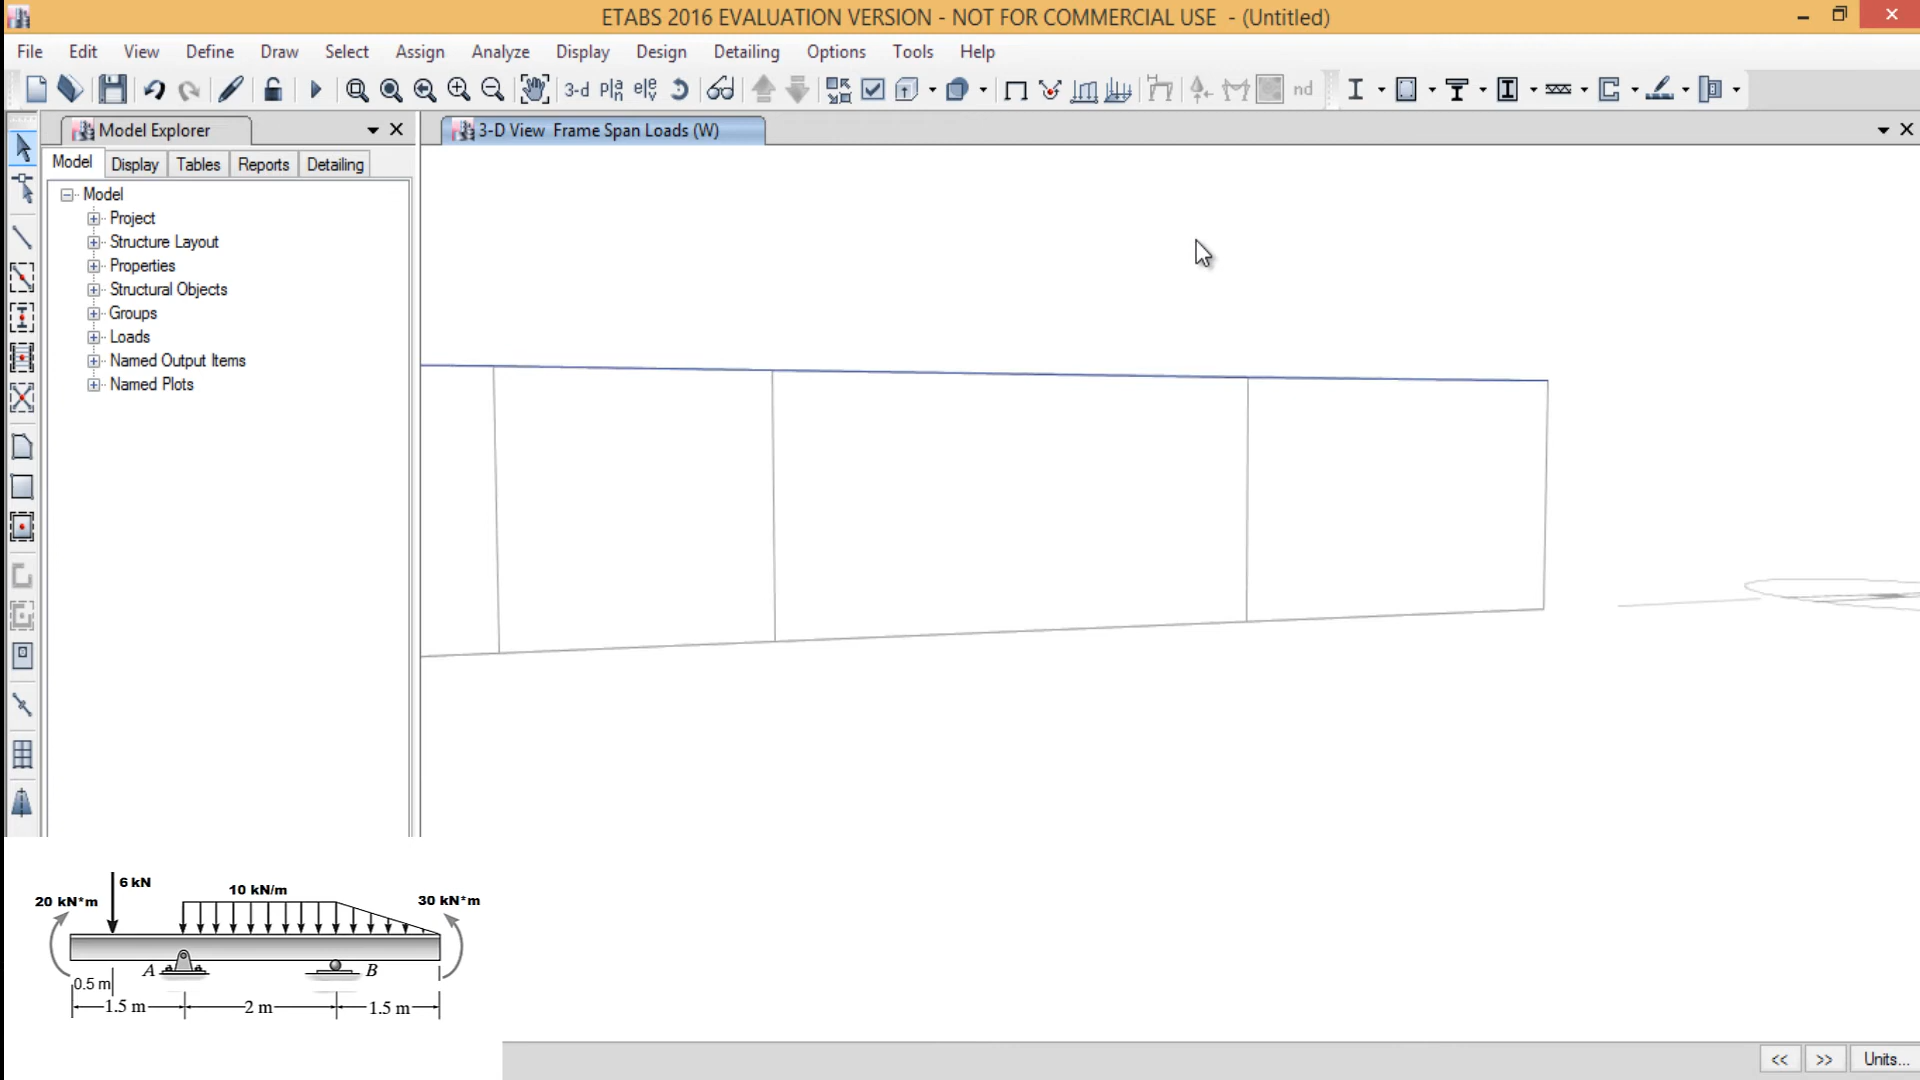 ETABS 2016 EVALUATION VERSION - NOT FOR COMMERCIAL USE - (Untitled)
File Edit View Define Draw Select Assign Analyze Display Design Detailing Options Tools Help
3-d pla n ele v nd
Model Explorer
3-D View Frame Span Loads (W)
Model Display Tables Reports Detailing
Model
Project
Structure Layout
Properties
Structural Objects
Groups
Loads
Named Output Items
Named Plots
6 kN
10 kN/m
20 kN*m
30 kN*m
A B
0.5 m
1.5 m 2 m 1.5 m
<< >> Units...